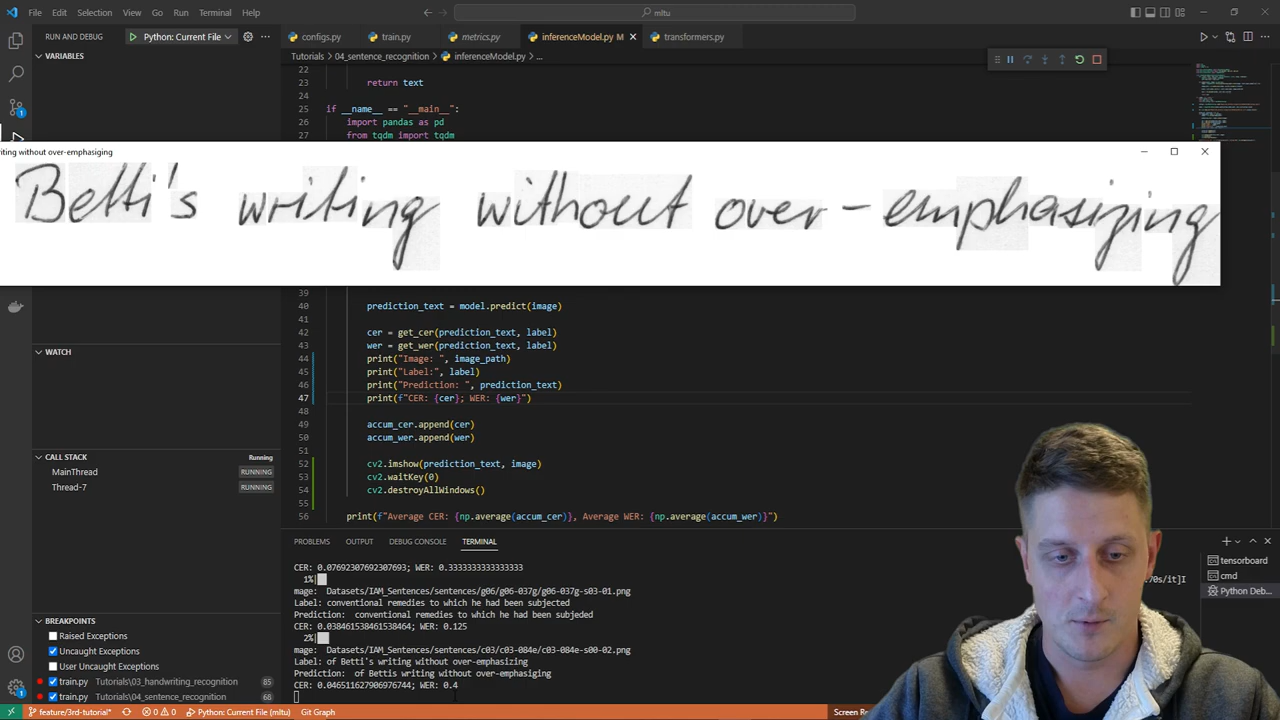 File Edit Selection View Go Run Terminal Help
mltu
RUN AND DEBUG Python: Current File
configs.py train.py metrics.py inferenceModel.py M transformers.py
VARIABLES
Tutorials > 04_sentence_recognition > inferenceModel.py > ...
22
23 return text
24
25 if __name__ == "__main__":
26 import pandas as pd
27 from tqdm import tqdm
iting without over-emphasiging
Betti's writing without over-emphasizing
39
40 prediction_text = model.predict(image)
41
42 cer = get_cer(prediction_text, label)
43 wer = get_wer(prediction_text, label)
44 print("Image: ", image_path)
45 print("Label:", label)
46 print("Prediction: ", prediction_text)
47 print(f"CER: {cer}; WER: {wer}")
48
49 accum_cer.append(cer)
50 accum_wer.append(wer)
51
52 cv2.imshow(prediction_text, image)
53 cv2.waitKey(0)
54 cv2.destroyAllWindows()
55
56 print(f"Average CER: {np.average(accum_cer)}, Average WER: {np.average(accum_wer)}")
WATCH
CALL STACK Running
MainThread RUNNING
Thread-7 RUNNING
BREAKPOINTS
Raised Exceptions
Uncaught Exceptions
User Uncaught Exceptions
train.py Tutorials\03_handwriting_recognition 85
train.py Tutorials\04_sentence_recognition 68
PROBLEMS OUTPUT DEBUG CONSOLE TERMINAL
CER: 0.07692307692307693; WER: 0.3333333333333333
1%|
mage: Datasets/IAM_Sentences/sentences/g06/g06-037g/g06-037g-s03-01.png
Label: conventional remedies to which he had been subjected
Prediction: conventional remedies to which he had been subjeded
CER: 0.038461538461538464; WER: 0.125
2%|
mage: Datasets/IAM_Sentences/sentences/c03/c03-084e/c03-084e-s00-02.png
Label: of Betti's writing without over-emphasizing
Prediction: of Bettis writing without over-emphasiging
CER: 0.046511627906976744; WER: 0.4
70s/it]I
tensorboard
cmd
Python Deb...
feature/3rd-tutorial* 0 0 Python: Current File (mltu) Git Graph
Screen Re